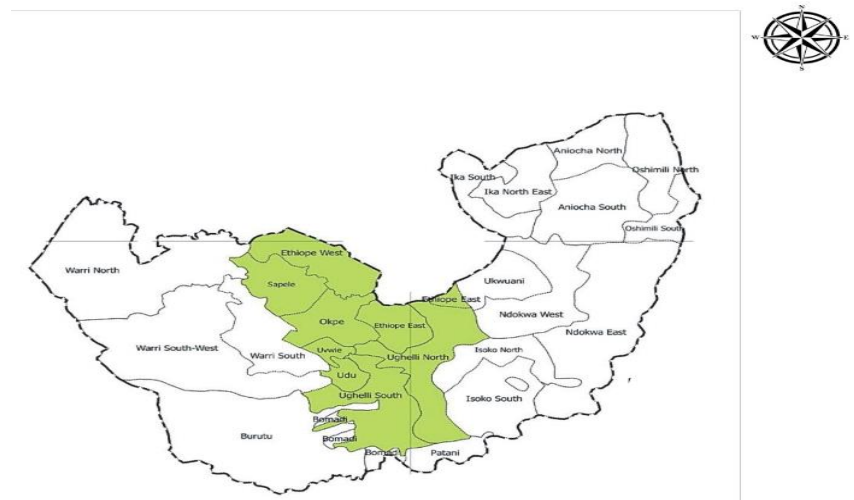 N
W E
S
Aniocha North
Oshimili North
Ika South
Ika North East
Aniocha South
Oshimili South
Ethiope West
Warri North
Sapele
Ukwuani
Ethiope East
Ndokwa West
Okpe
Ethiope East
Ndokwa East
Warri South-West
Warri South
Uvwie
Ughelli North
Isoko North
Udu
Ughelli South
Isoko South
Bomadi
Burutu
Bomadi
Bomadi
Patani